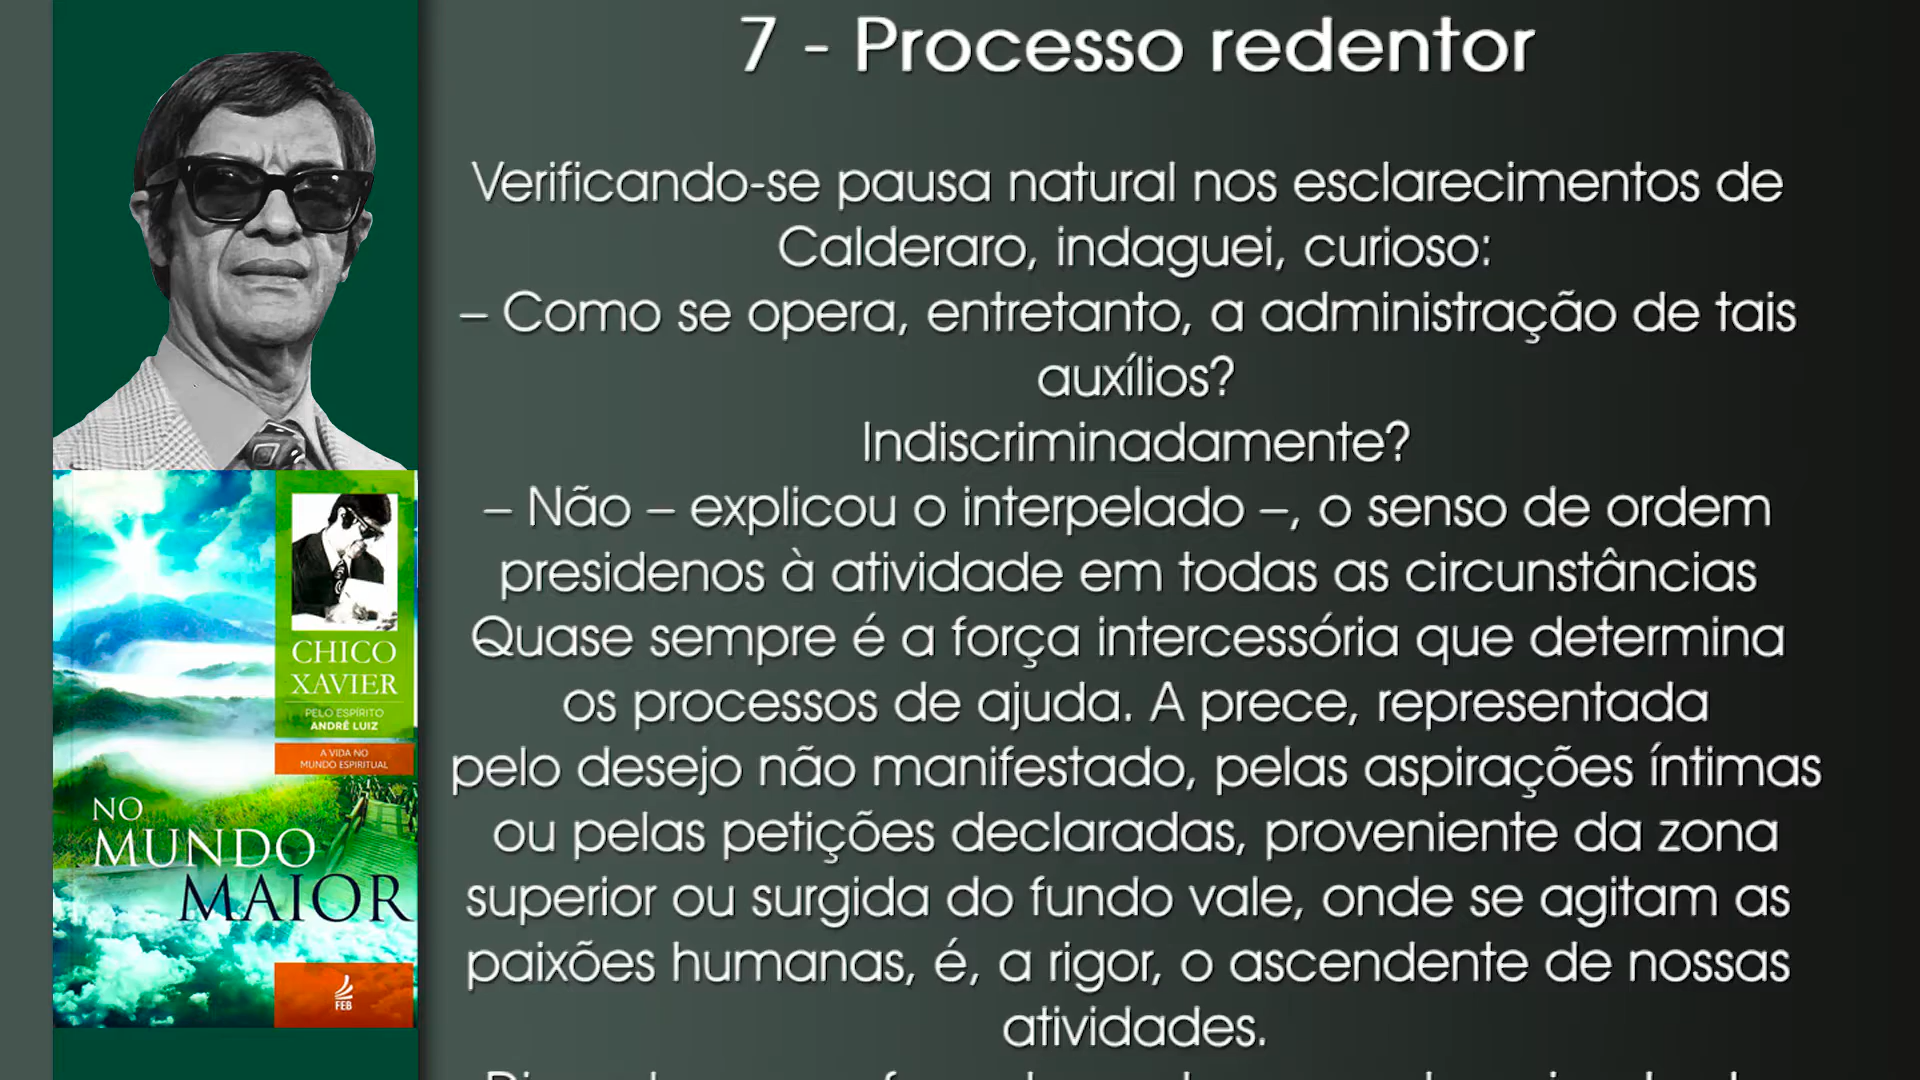 7 - Processo redentor
Verificando-se pausa natural nos esclarecimentos de
Calderaro, indaguei, curioso:
– Como se opera, entretanto, a administração de tais
auxílios?
Indiscriminadamente?
– Não – explicou o interpelado –, o senso de ordem
presidenos à atividade em todas as circunstâncias
Quase sempre é a força intercessória que determina
os processos de ajuda. A prece, representada
pelo desejo não manifestado, pelas aspirações íntimas
ou pelas petições declaradas, proveniente da zona
superior ou surgida do fundo vale, onde se agitam as
paixões humanas, é, a rigor, o ascendente de nossas
atividades.
CHICO
XAVIER
PELO ESPÍRITO
ANDRÉ LUIZ
A VIDA NO
MUNDO ESPIRITUAL
NO
MUNDO
MAIOR
FEB